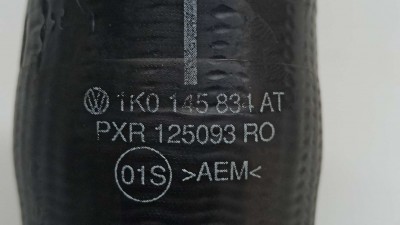 1K0 145 834 AT
PXR 125093 RO
01S >AEM<